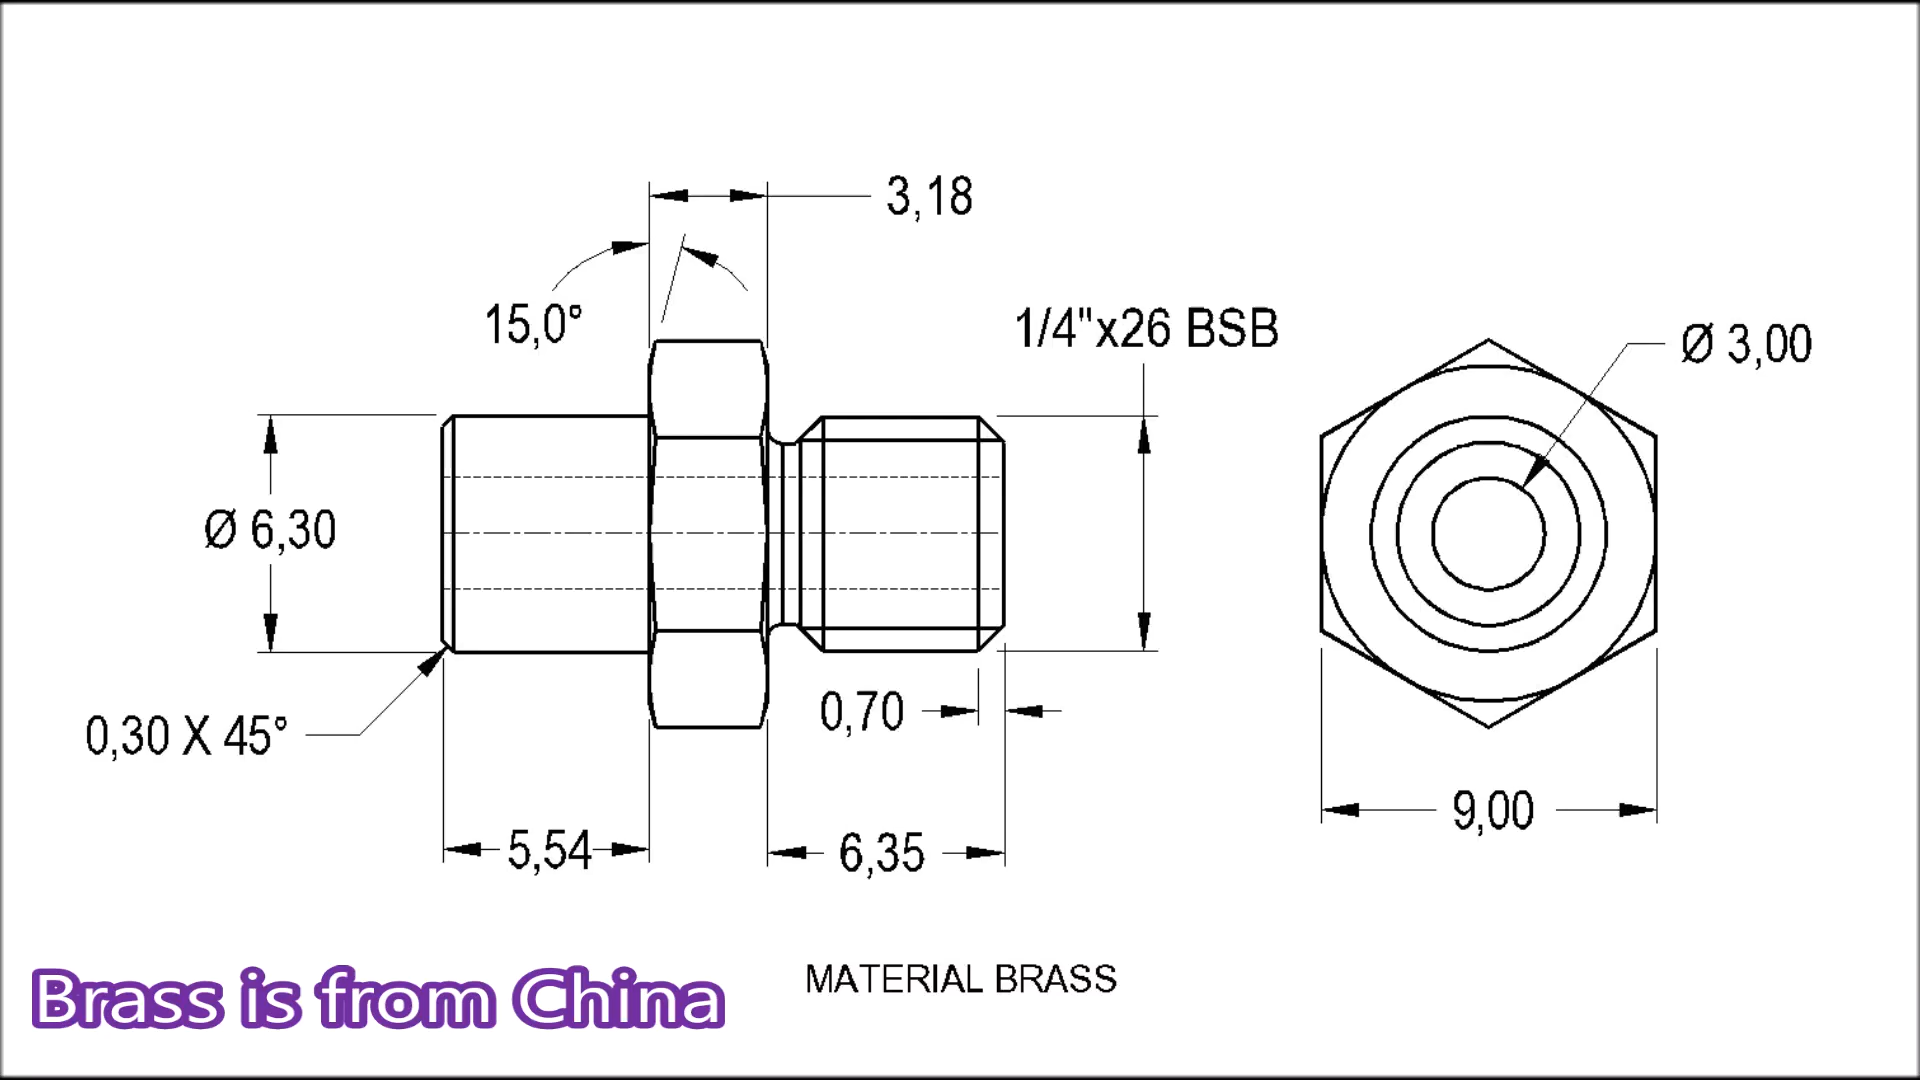 3,18
15,0°
1/4"x26 BSB
Ø 3,00
Ø 6,30
0,30 X 45°
0,70
9,00
5,54
6,35
MATERIAL BRASS
Brass is from China